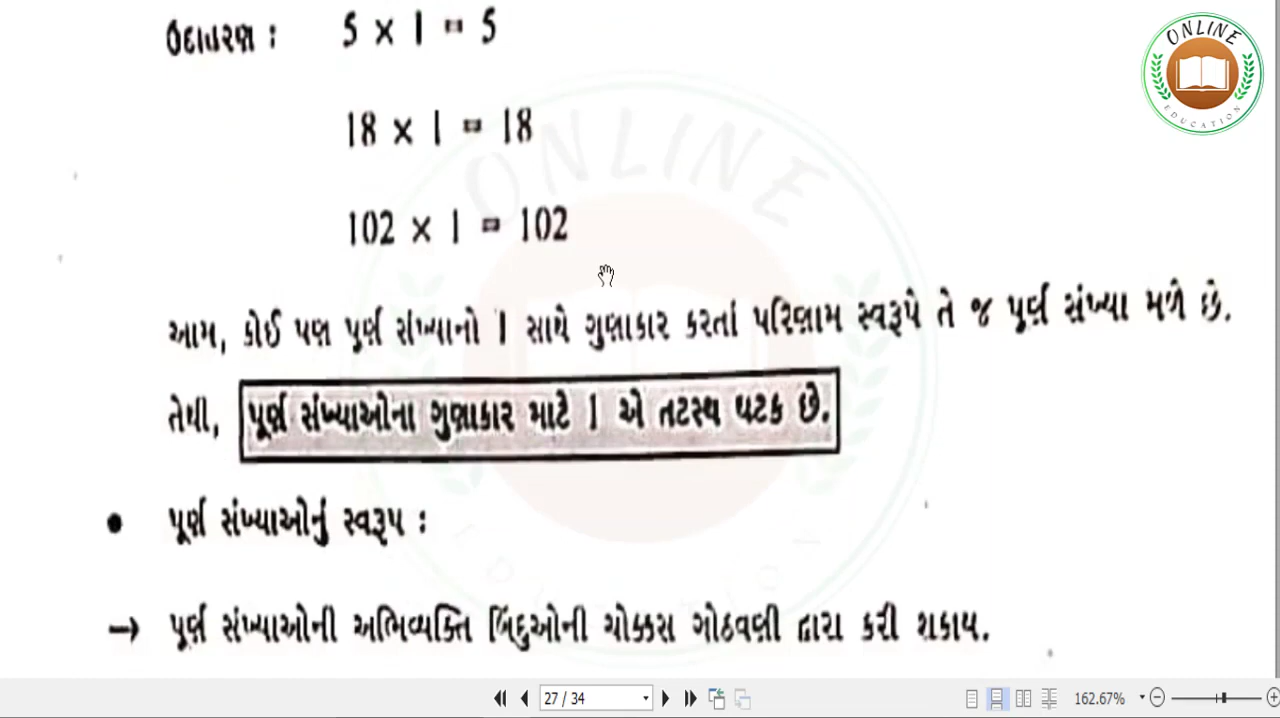 ONLINE
EDUCATION
ઉદાહરણ : 5 × 1 = 5
18 × 1 = 18
102 × 1 = 102
આમ, કોઈ પણ પૂર્ણ સંખ્યાનો 1 સાથે ગુણાકાર કરતાં પરિણામ સ્વરૂપે તે જ પૂર્ણ સંખ્યા મળે છે.
તેથી, પૂર્ણ સંખ્યાઓના ગુણાકાર માટે 1 એ તટસ્થ ઘટક છે.
• પૂર્ણ સંખ્યાઓનું સ્વરૂપ :
→ પૂર્ણ સંખ્યાઓની અભિવ્યક્તિ બિંદુઓની ચોક્કસ ગોઠવણી દ્વારા કરી શકાય.
27 / 34
162.67%